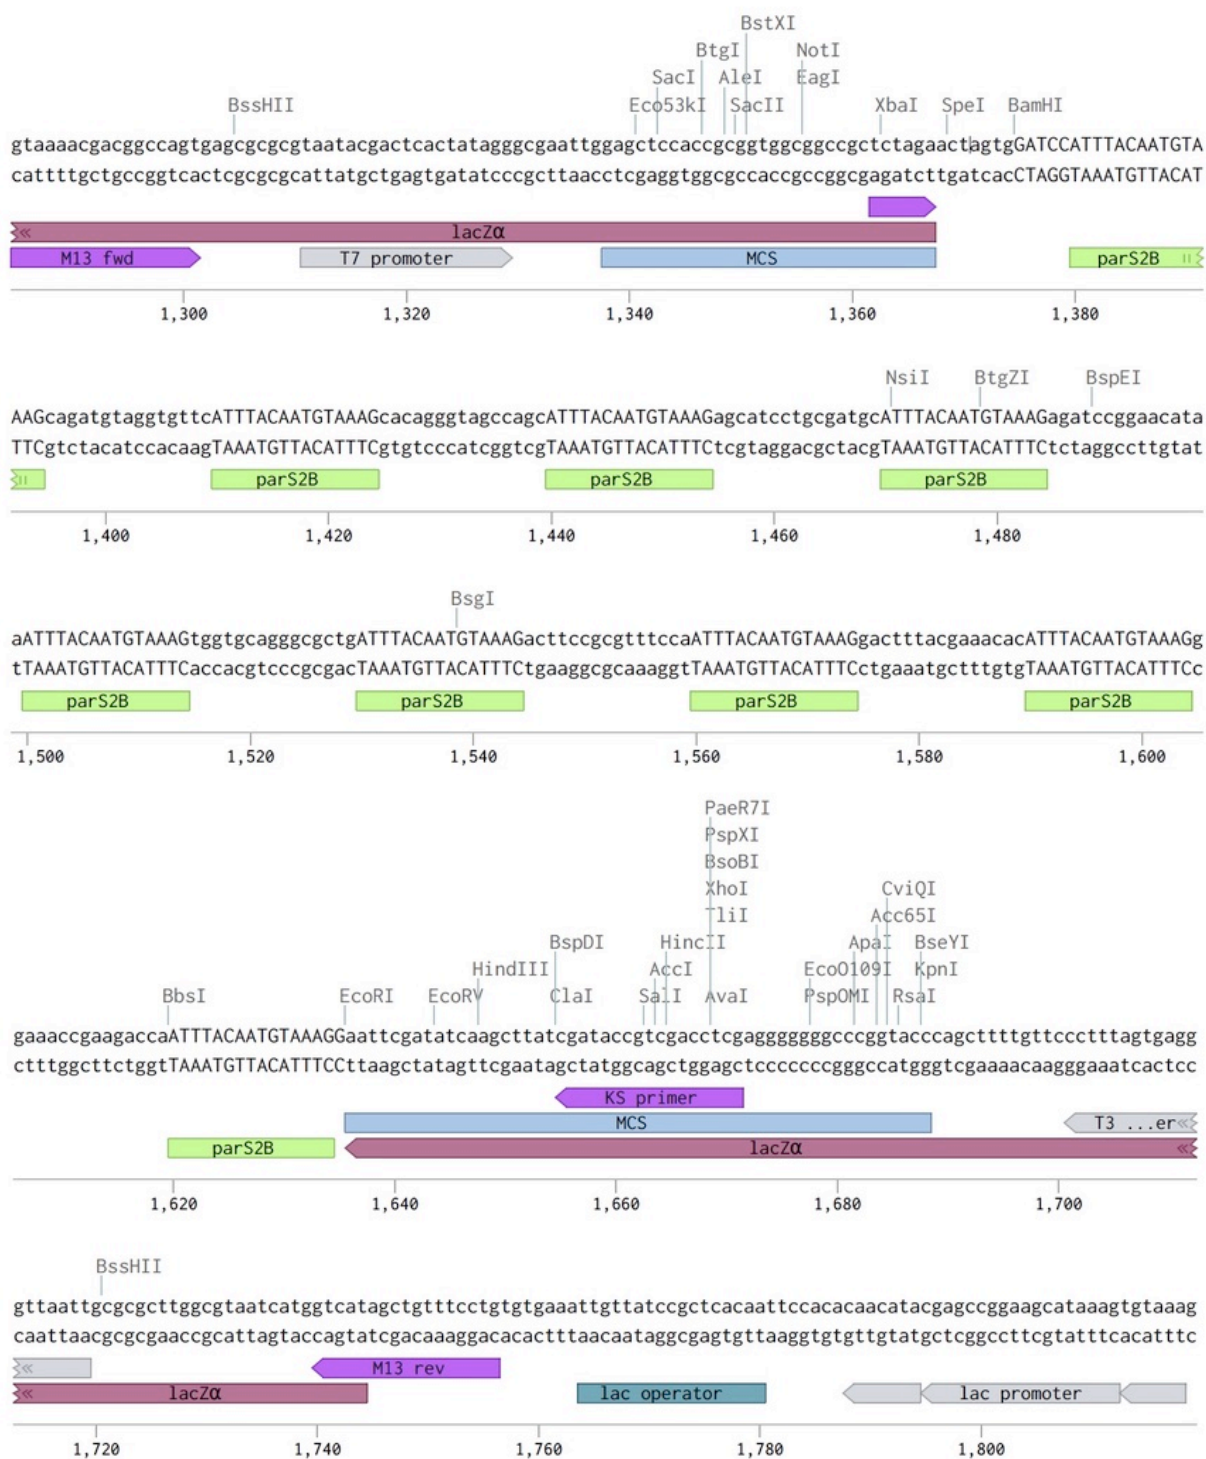 BstXI
BtgI NotI
SacI AleI EagI
BssHII Eco53kI SacII XbaI SpeI BamHI
gtaaaacgacggccagtgagcgcgcgtaatacgactcactatagggcgaattggagctccaccgcggtggcggccgctctagaactagtgGATCCATTTACAATGTA
cattttgctgccggtcactcgcgcgcattatgctgagtgatatcccgcttaacctcgaggtggcgccaccgccggcgagatcttgatcacCTAGGTAAATGTTACAT
lacZα
M13 fwd T7 promoter MCS parS2B
1,300 1,320 1,340 1,360 1,380
NsiI BtgZI BspEI
AAGcagatgtaggtgttcATTTACAATGTAAAGcacagggtagccagcATTTACAATGTAAAGagcatcctgcgatgcATTTACAATGTAAAGagatccggaacata
TTCgtctacatccacaagTAAATGTTACATTTCgtgtcccatcggtcgTAAATGTTACATTTCtcgtaggacgctacgTAAATGTTACATTTCtctaggccttgtat
parS2B parS2B parS2B
1,400 1,420 1,440 1,460 1,480
BsgI
aATTTACAATGTAAAGtggtgcagggcgctgATTTACAATGTAAAGacttccgcgtttccaATTTACAATGTAAAGgactttacgaaacacATTTACAATGTAAAGg
tTAAATGTTACATTTCaccacgtcccgcgacTAAATGTTACATTTCtgaaggcgcaaaggtTAAATGTTACATTTCctgaaatgctttgtgTAAATGTTACATTTCc
parS2B parS2B parS2B parS2B
1,500 1,520 1,540 1,560 1,580 1,600
PaeR7I
PspXI
BsoBI
XhoI CviQI
TliI Acc65I
BspDI HincII ApaI BseYI
HindIII AccI EcoO109I KpnI
BbsI EcoRI EcoRV ClaI SalI AvaI PspOMI RsaI
gaaaccgaagaccaATTTACAATGTAAAGGaattcgatatcaagcttatcgataccgtcgacctcgagggggggcccggtacccagcttttgttccctttagtgagg
ctttggcttctggtTAAATGTTACATTTCCttaagctatagttcgaatagctatggcagctggagctcccccccgggccatgggtcgaaaacaagggaaatcactcc
KS primer
MCS T3 ...er
parS2B lacZα
1,620 1,640 1,660 1,680 1,700
BssHII
gttaattgcgcgcttggcgtaatcatggtcatagctgtttcctgtgtgaaattgttatccgctcacaattccacacaacatacgagccggaagcataaagtgtaaag
caattaacgcgcgaaccgcattagtaccagtatcgacaaaggacacactttaacaataggcgagtgttaaggtgtgttgtatgctcggccttcgtatttcacatttc
M13 rev
lacZα lac operator lac promoter
1,720 1,740 1,760 1,780 1,800